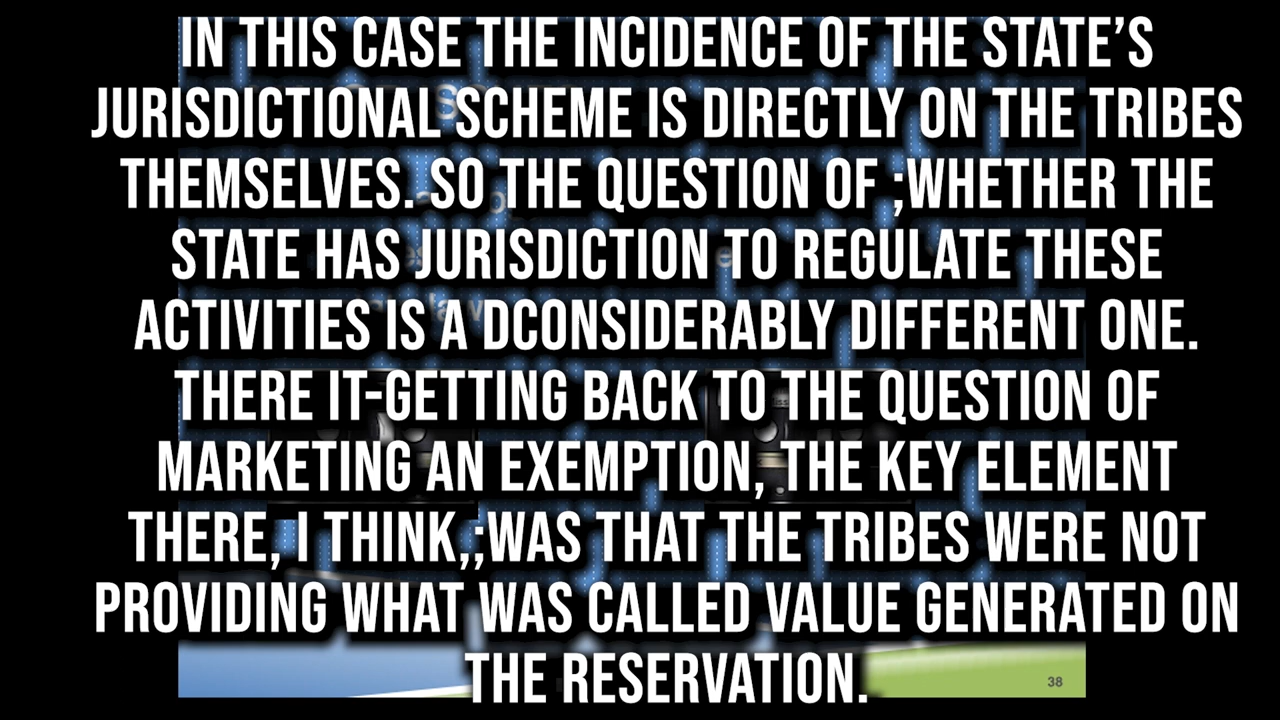 IN THIS CASE THE INCIDENCE OF THE STATE’S
JURISDICTIONAL SCHEME IS DIRECTLY ON THE TRIBES
THEMSELVES. SO THE QUESTION OF ;WHETHER THE
STATE HAS JURISDICTION TO REGULATE THESE
ACTIVITIES IS A DCONSIDERABLY DIFFERENT ONE.
THERE IT-GETTING BACK TO THE QUESTION OF
MARKETING AN EXEMPTION, THE KEY ELEMENT
THERE, I THINK,;WAS THAT THE TRIBES WERE NOT
PROVIDING WHAT WAS CALLED VALUE GENERATED ON
THE RESERVATION.
38